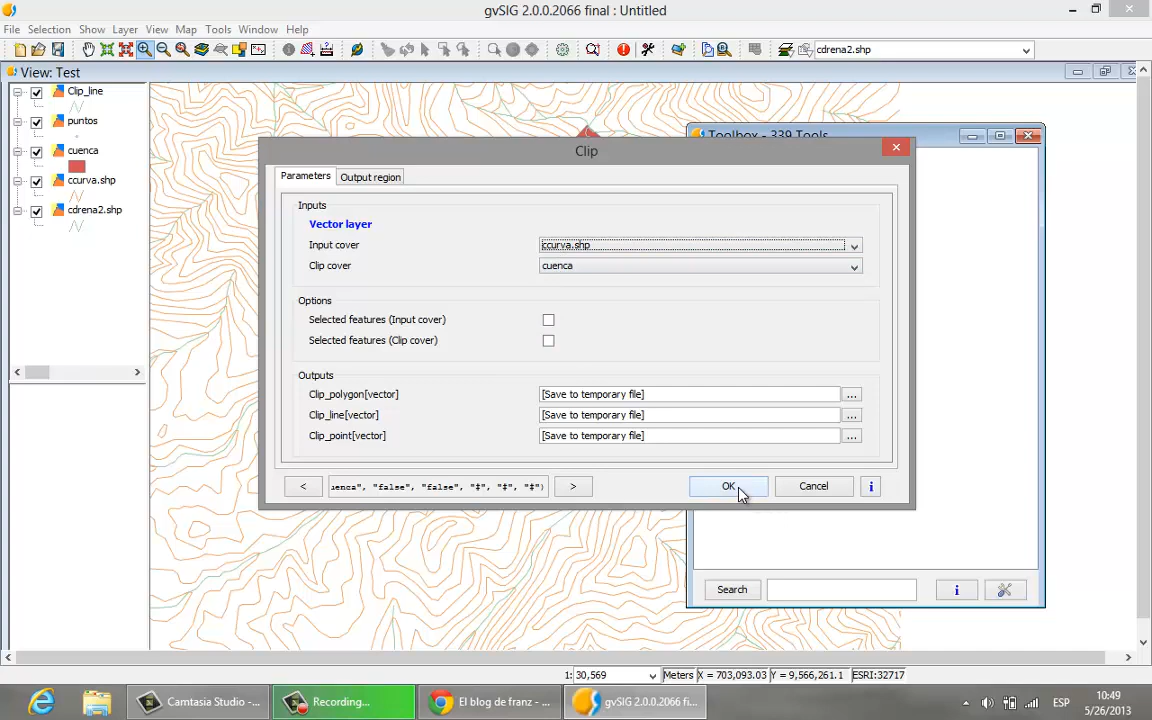 gvSIG 2.0.0.2066 final : Untitled
File Selection Show Layer View Map Tools Window Help
cdrena2.shp
View: Test
Clip_line
puntos
cuenca
ccurva.shp
cdrena2.shp
Toolbox - 339 Tools
Clip
Parameters Output region
Inputs
Vector layer
Input cover ccurva.shp
Clip cover cuenca
Options
Selected features (Input cover)
Selected features (Clip cover)
Outputs
Clip_polygon[vector] [Save to temporary file] ...
Clip_line[vector] [Save to temporary file] ...
Clip_point[vector] [Save to temporary file] ...
< "false", "false", "#", "#", "#") > OK Cancel i
Search i
1: 30,569 Meters X = 703,093.03 Y = 9,566,261.1 ESRI:32717
Camtasia Studio -... Recording... El blog de franz - ... gvSIG 2.0.0.2066 fi... ESP 10:49
5/26/2013